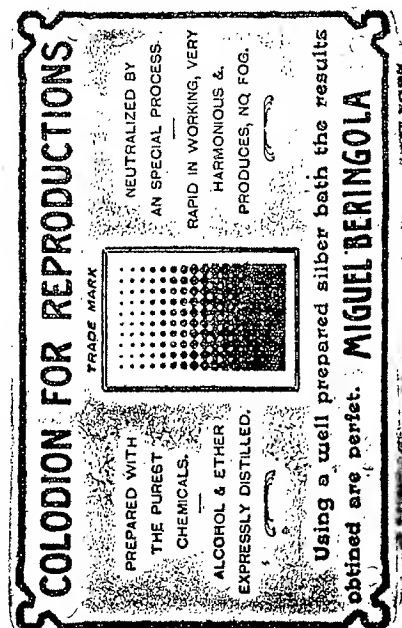 COLODION FOR REPRODUCTIONS
PREPARED WITH
THE PUREST
CHEMICALS.
ALCOHOL & ETHER
EXPRESSLY DISTILLED.
TRADE MARK
NEUTRALIZED BY
AN SPECIAL PROCESS.
RAPID IN WORKING, VERY
HARMONIOUS &.
PRODUCES, NO FOG.
Using a well prepared silber bath the results
obtined are perfet. MIGUEL BERINGOLA